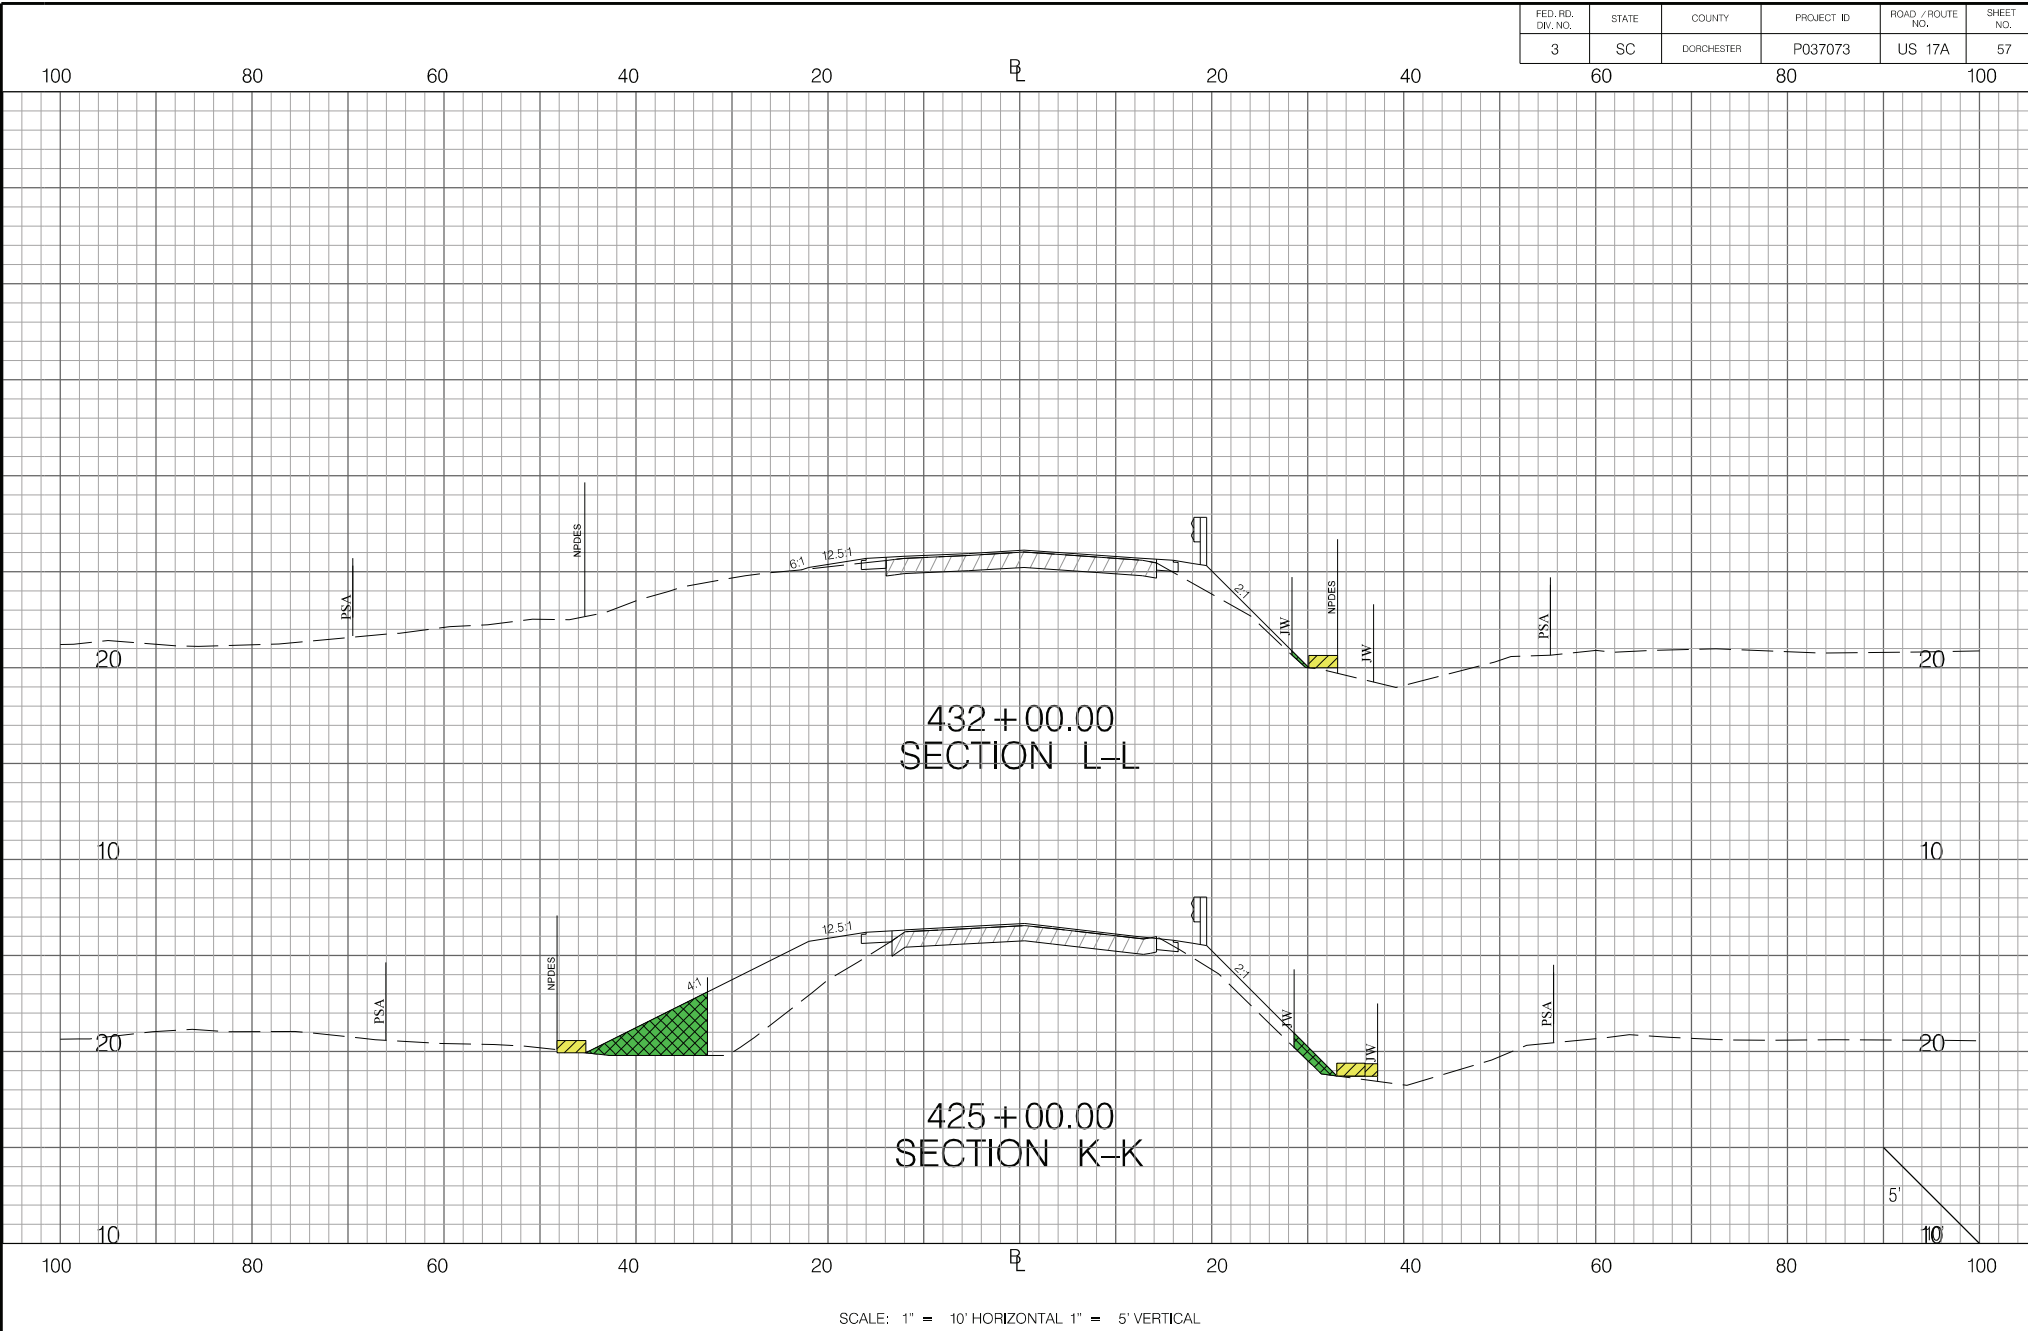 FED. RD. DIV. NO. STATE COUNTY PROJECT ID ROAD / ROUTE NO. SHEET NO.
3 SC DORCHESTER P037073 US 17A 57
100 80 60 40 20 BL 20 40 60 80 100
PSA
NPDES
6:1
12.5:1
2:1
JW
NPDES
JW
PSA
20 20
432+00.00
SECTION L-L
10 10
PSA
NPDES
4:1
12.5:1
2:1
JW
JW
PSA
20 20
425+00.00
SECTION K-K
5'
10 10
10'
100 80 60 40 20 BL 20 40 60 80 100
SCALE: 1" = 10' HORIZONTAL 1" = 5' VERTICAL